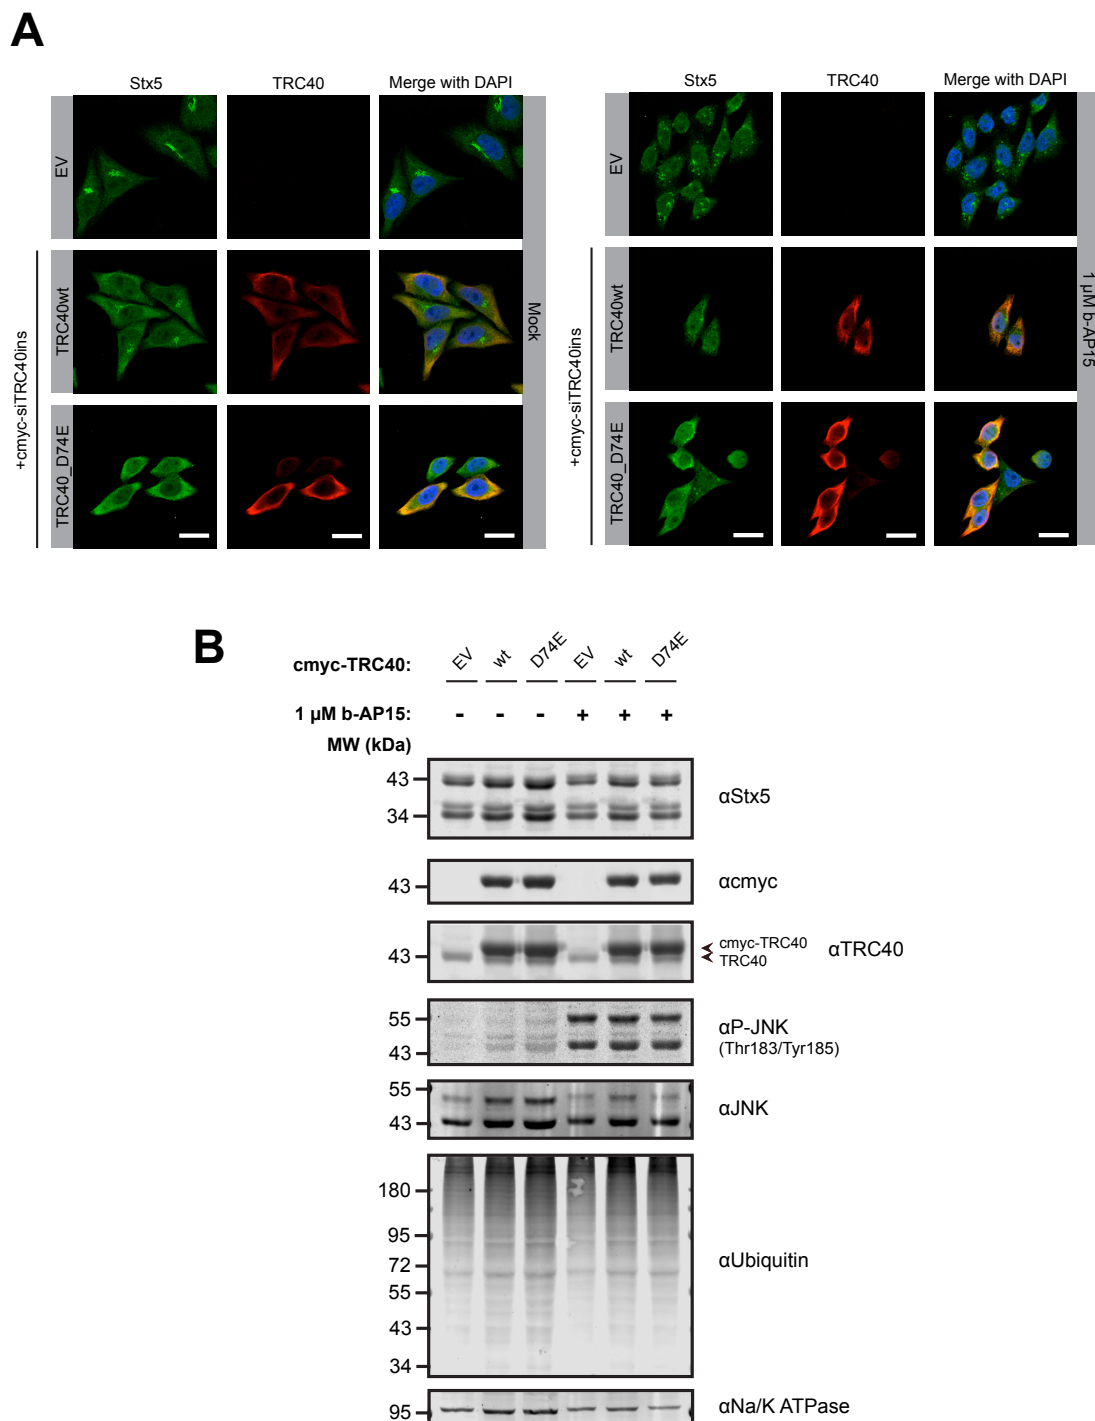 A
Stx5 TRC40 Merge with DAPI
EV
TRC40wt
TRC40_D74E
+cmyc-siTRC40ins
Mock
Stx5 TRC40 Merge with DAPI
EV
TRC40wt
TRC40_D74E
+cmyc-siTRC40ins
1 µM b-AP15
B
cmyc-TRC40: EV wt D74E EV wt D74E
1 µM b-AP15: - - - + + +
MW (kDa)
43
34
αStx5
43
αcmyc
43
cmyc-TRC40
TRC40
αTRC40
55
43
αP-JNK
(Thr183/Tyr185)
55
43
αJNK
180
95
72
55
43
34
αUbiquitin
95
αNa/K ATPase